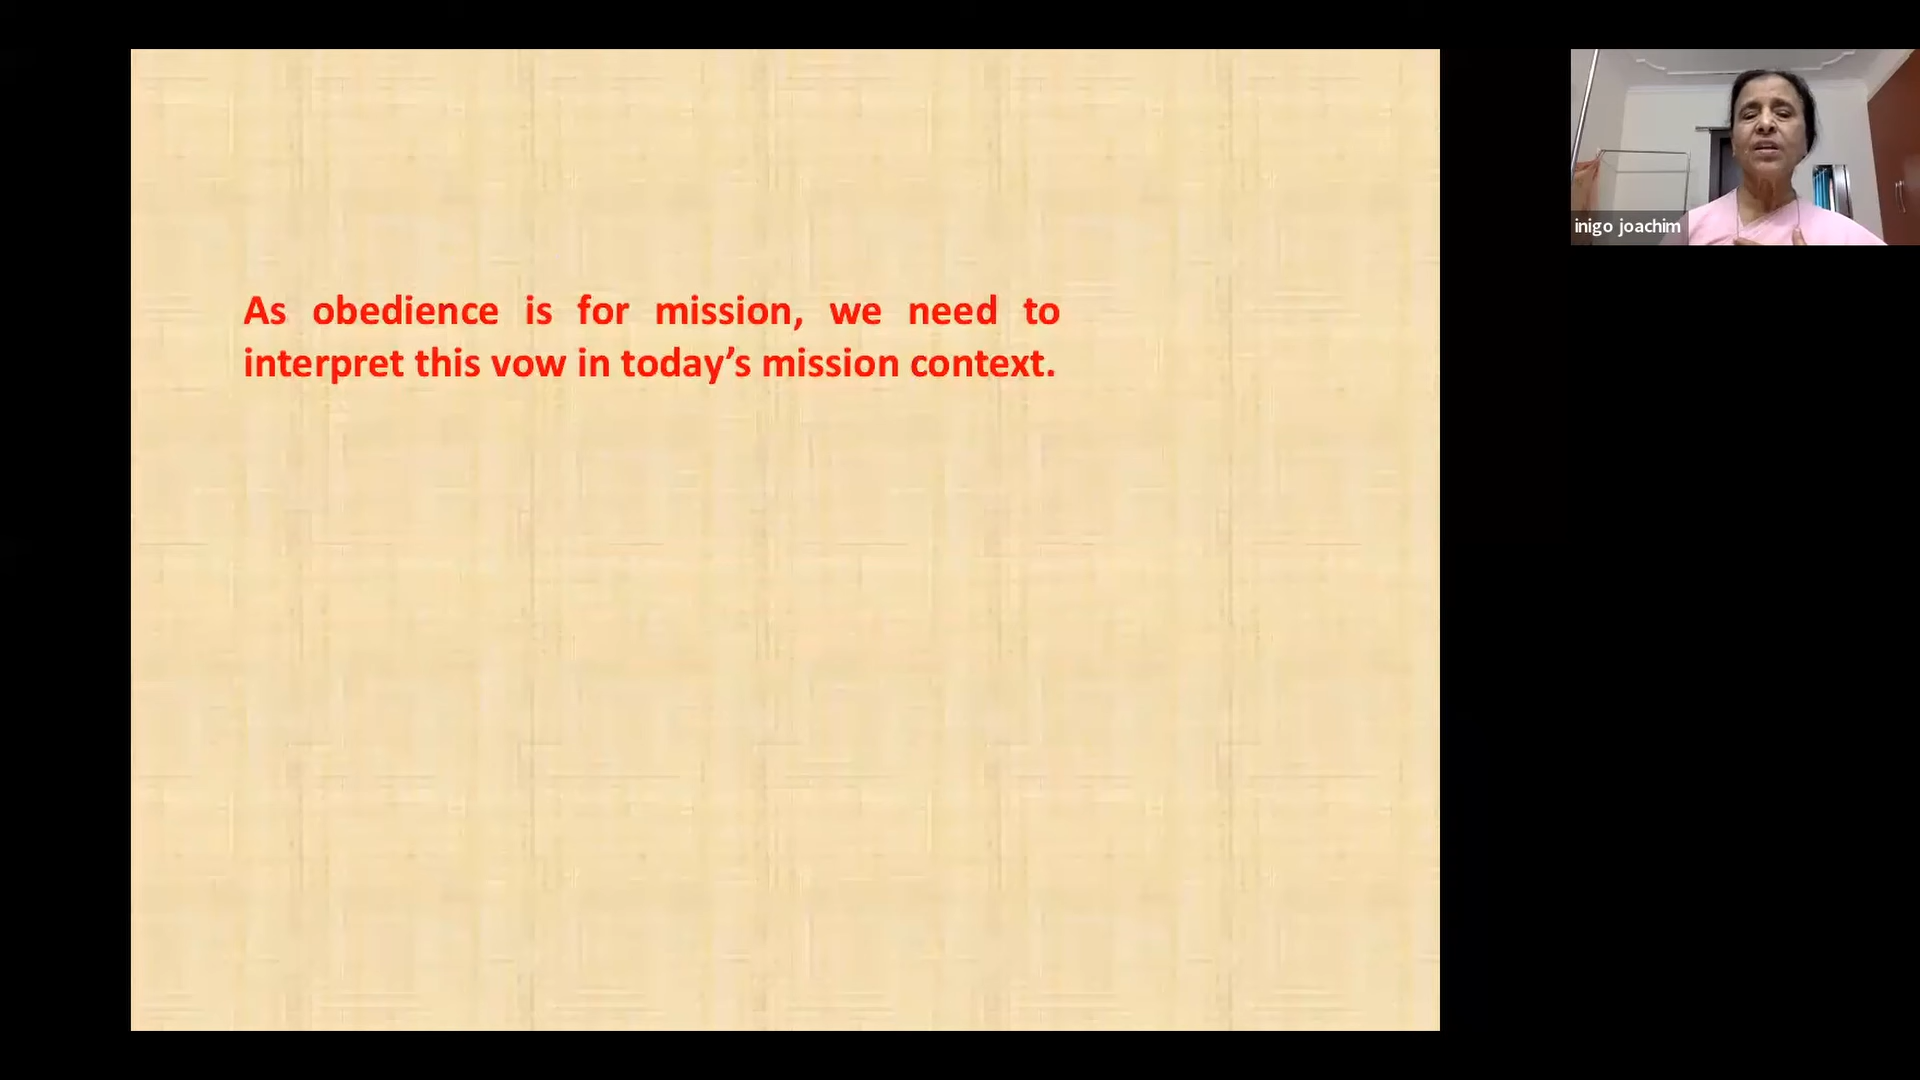 As obedience is for mission, we need to
interpret this vow in today’s mission context.
inigo joachim